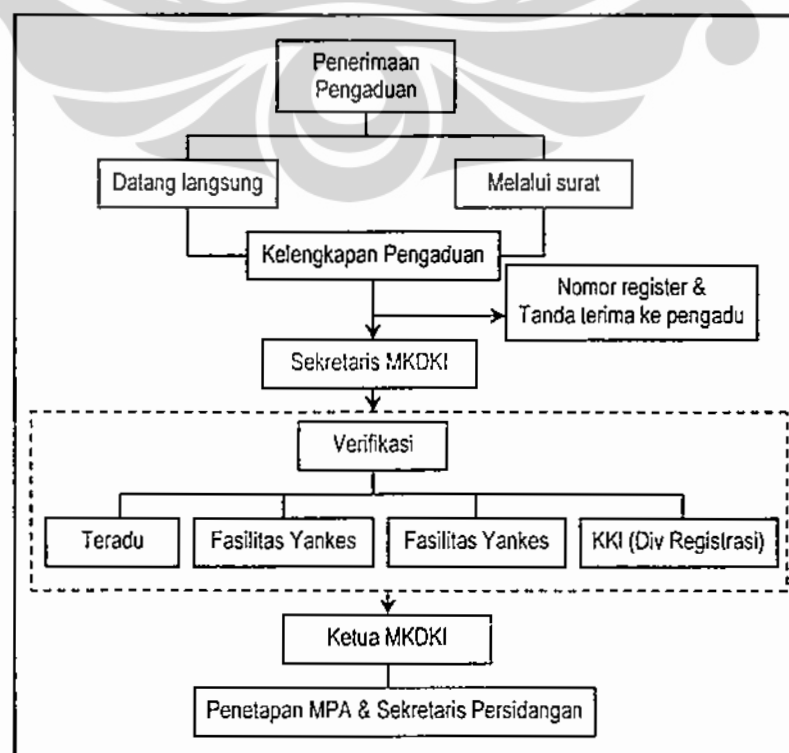 Penerimaan
Pengaduan
Datang langsung
Melalui surat
Kelengkapan Pengaduan
Nomor register &
Tanda terima ke pengadu
Sekretaris MKDKI
Verifikasi
Teradu
Fasilitas Yankes
Fasilitas Yankes
KKI (Div Registrasi)
Ketua MKDKI
Penetapan MPA & Sekretaris Persidangan